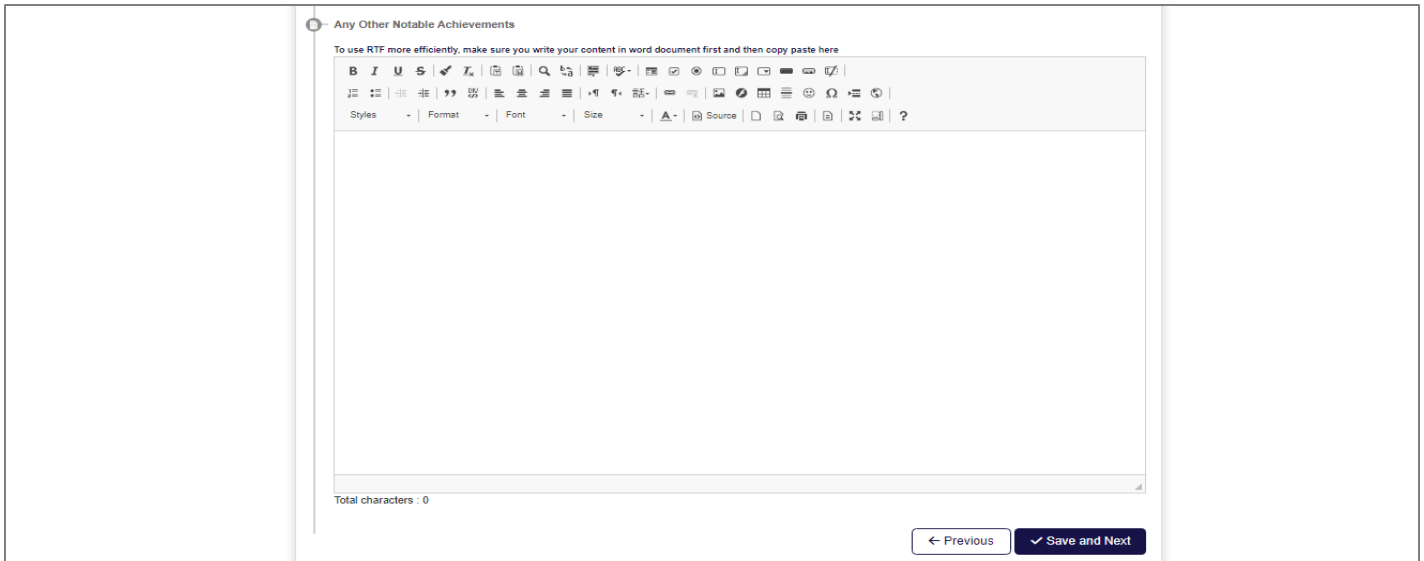 Any Other Notable Achievements
To use RTF more efficiently, make sure you write your content in word document first and then copy paste here
B I U S
Styles Format Font Size A Source ?
Total characters : 0
← Previous ✓ Save and Next